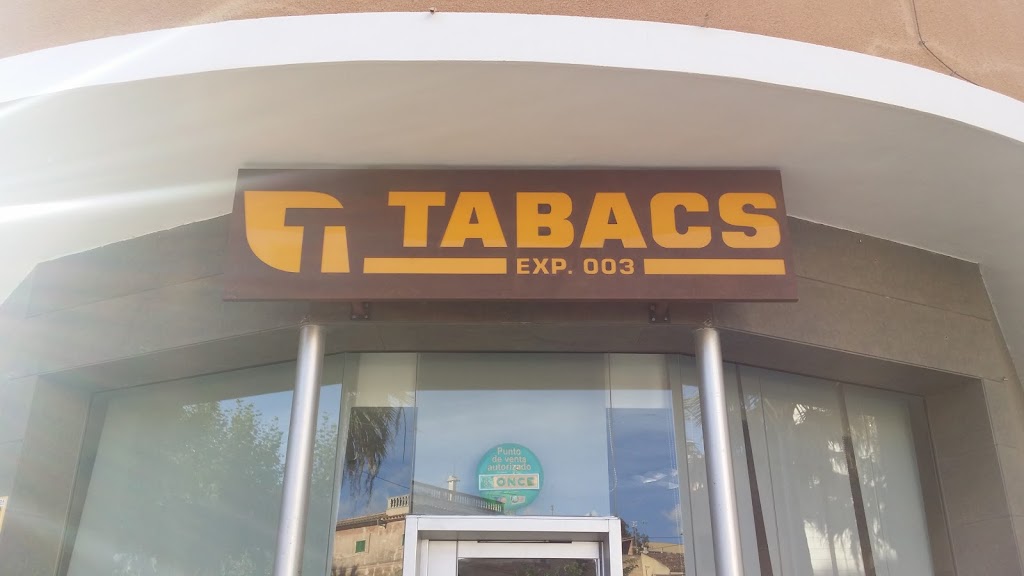 TABACS
EXP. 003
Punto
de venta
autorizado
ONCE